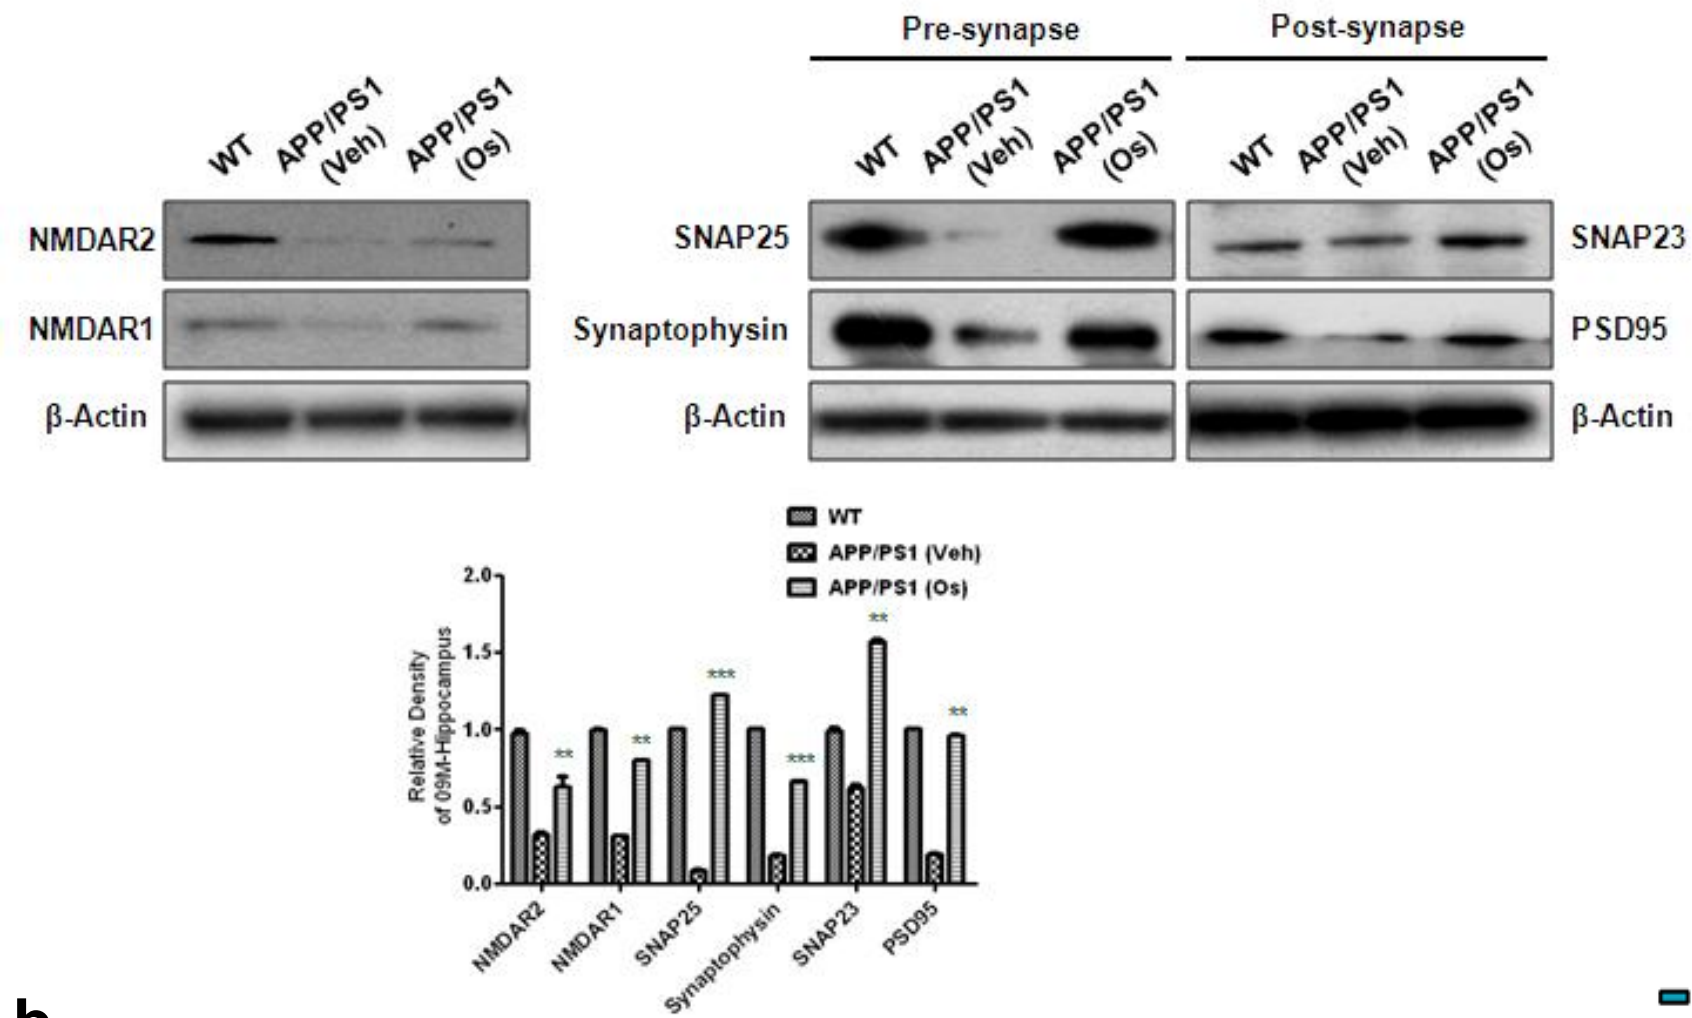 Pre-synapse
Post-synapse
WT
APP/PS1
(Veh)
APP/PS1
(Os)
WT
APP/PS1
(Veh)
APP/PS1
(Os)
WT
APP/PS1
(Veh)
APP/PS1
(Os)
NMDAR2
SNAP25
SNAP23
NMDAR1
Synaptophysin
PSD95
β-Actin
β-Actin
β-Actin
WT
APP/PS1 (Veh)
APP/PS1 (Os)
Relative Density
of 09M-Hippocampus
2.0
1.5
1.0
0.5
0.0
**
**
***
***
**
**
NMDAR2
NMDAR1
SNAP25
Synaptophysin
SNAP23
PSD95
b